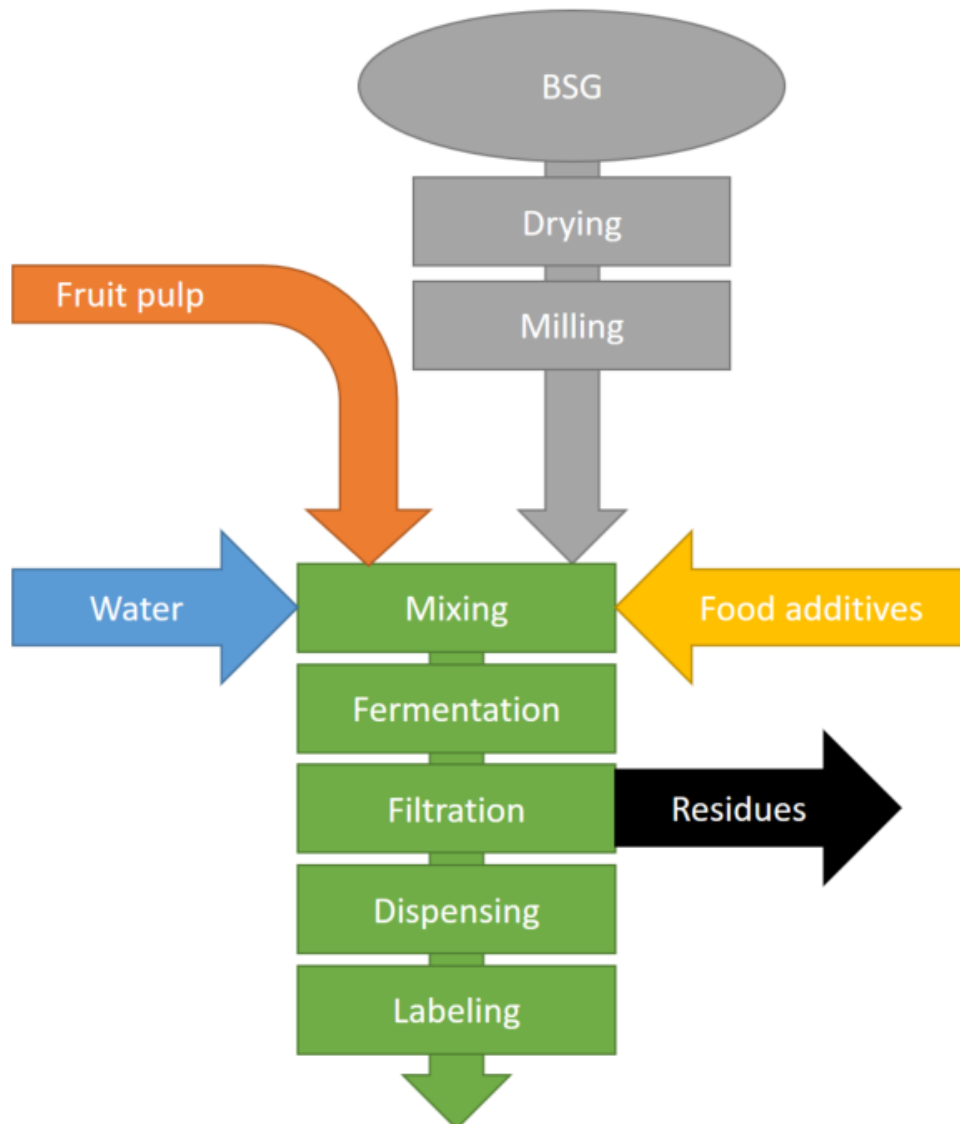 BSG
Drying
Fruit pulp
Milling
Water
Mixing
Food additives
Fermentation
Filtration
Residues
Dispensing
Labeling